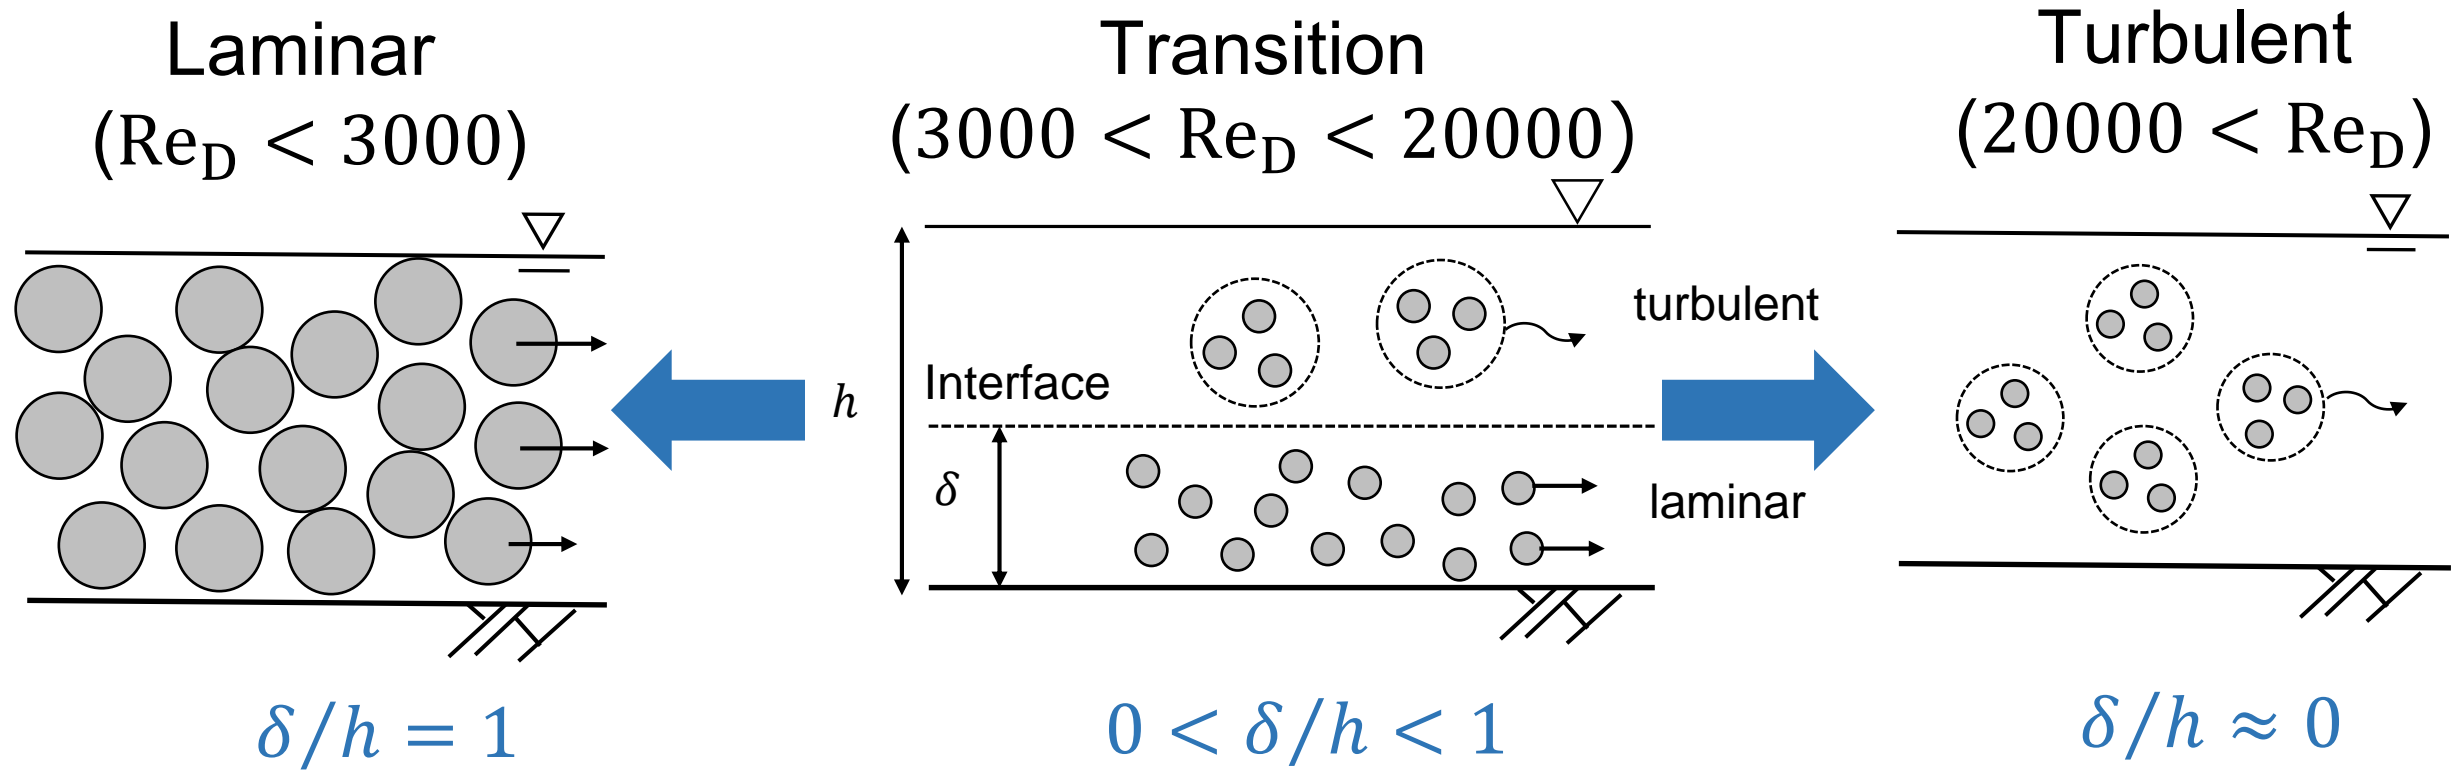 Laminar
(Re_D < 3000)
Transition
(3000 < Re_D < 20000)
Turbulent
(20000 < Re_D)
turbulent
Interface
h
δ
laminar
δ/h = 1
0 < δ/h < 1
δ/h ≈ 0